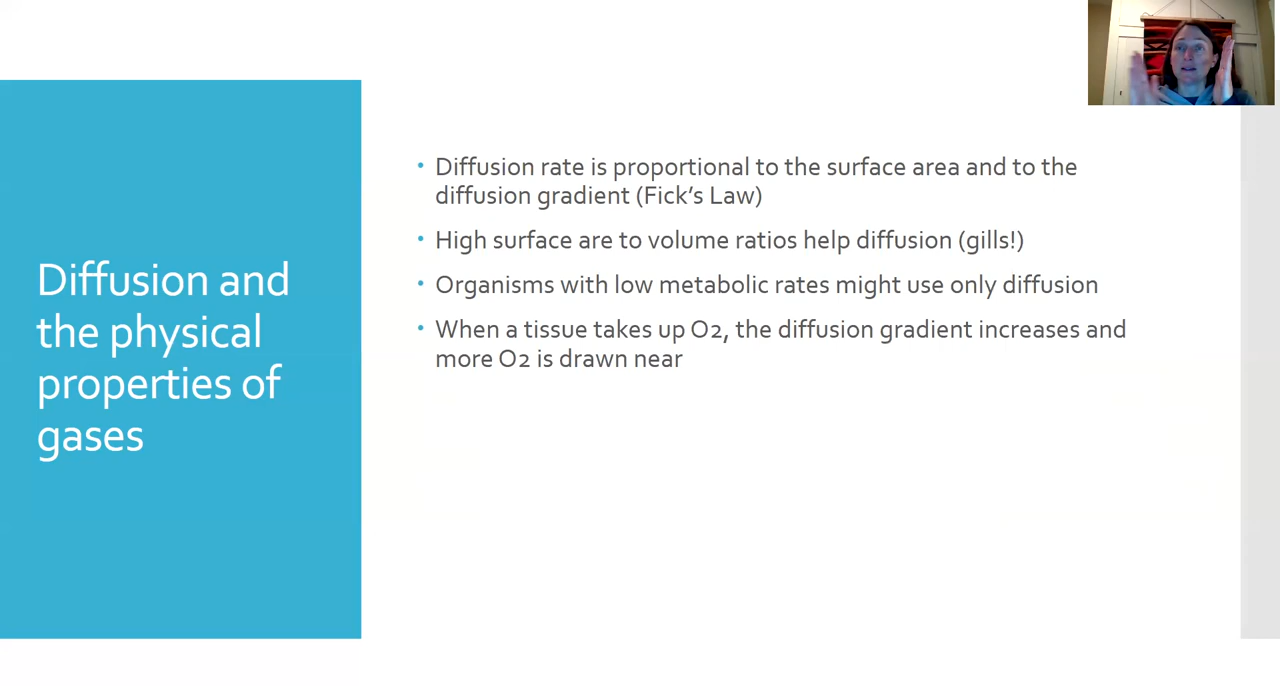 Diffusion and
the physical
properties of
gases
• Diffusion rate is proportional to the surface area and to the
diffusion gradient (Fick’s Law)
• High surface are to volume ratios help diffusion (gills!)
• Organisms with low metabolic rates might use only diffusion
• When a tissue takes up O2, the diffusion gradient increases and
more O2 is drawn near